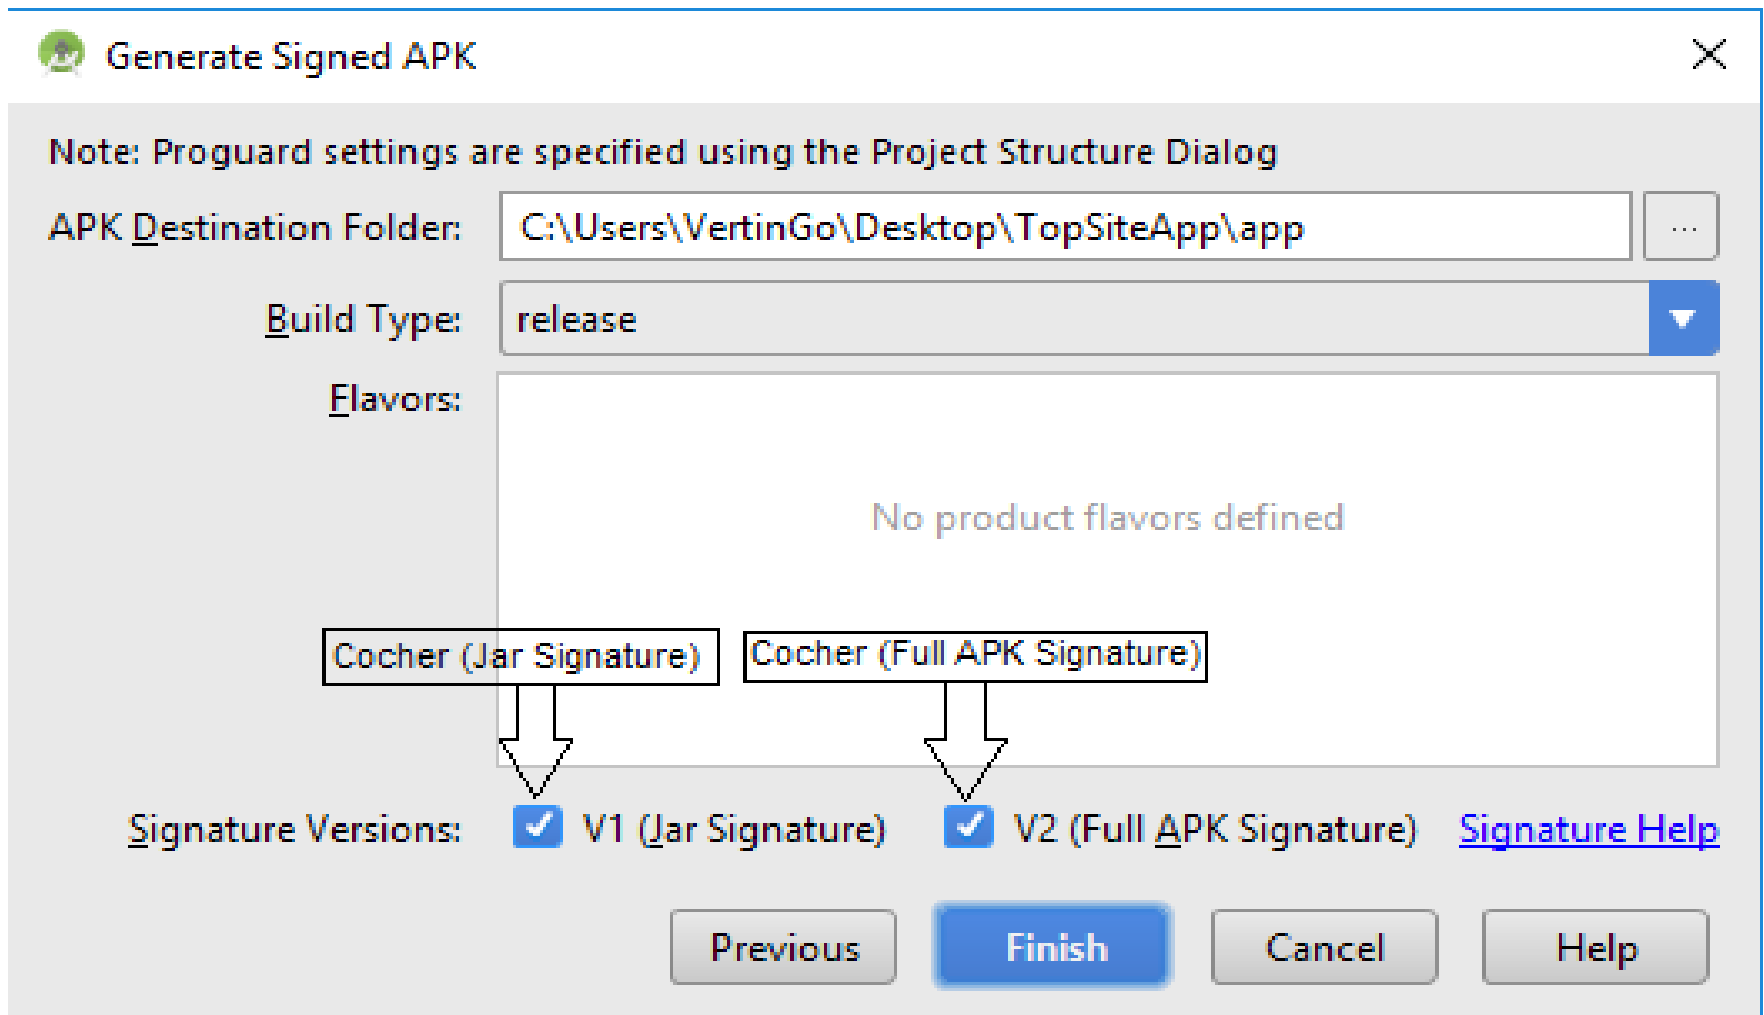 Generate Signed APK
Note: Proguard settings are specified using the Project Structure Dialog
APK Destination Folder: C:\Users\VertinGo\Desktop\TopSiteApp\app ...
Build Type: release
Flavors:
No product flavors defined
Cocher (Jar Signature) Cocher (Full APK Signature)
Signature Versions: V1 (Jar Signature) V2 (Full APK Signature) Signature Help
Previous Finish Cancel Help